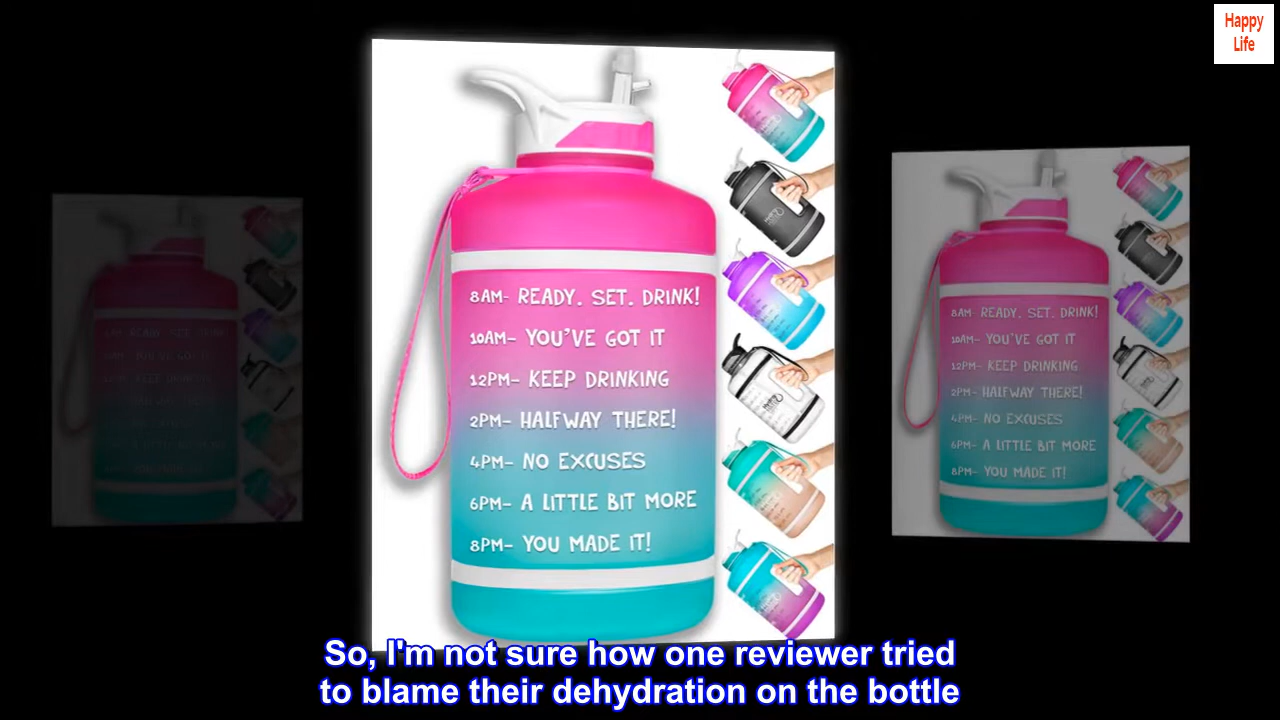 Happy
Life
8AM- READY. SET. DRINK!
10AM- YOU'VE GOT IT
12PM- KEEP DRINKING
2PM- HALFWAY THERE!
4PM- NO EXCUSES
6PM- A LITTLE BIT MORE
8PM- YOU MADE IT!
8AM- READY. SET. DRINK!
10AM- YOU'VE GOT IT
12PM- KEEP DRINKING
2PM- HALFWAY THERE!
4PM- NO EXCUSES
6PM- A LITTLE BIT MORE
8PM- YOU MADE IT!
So, I'm not sure how one reviewer tried
to blame their dehydration on the bottle